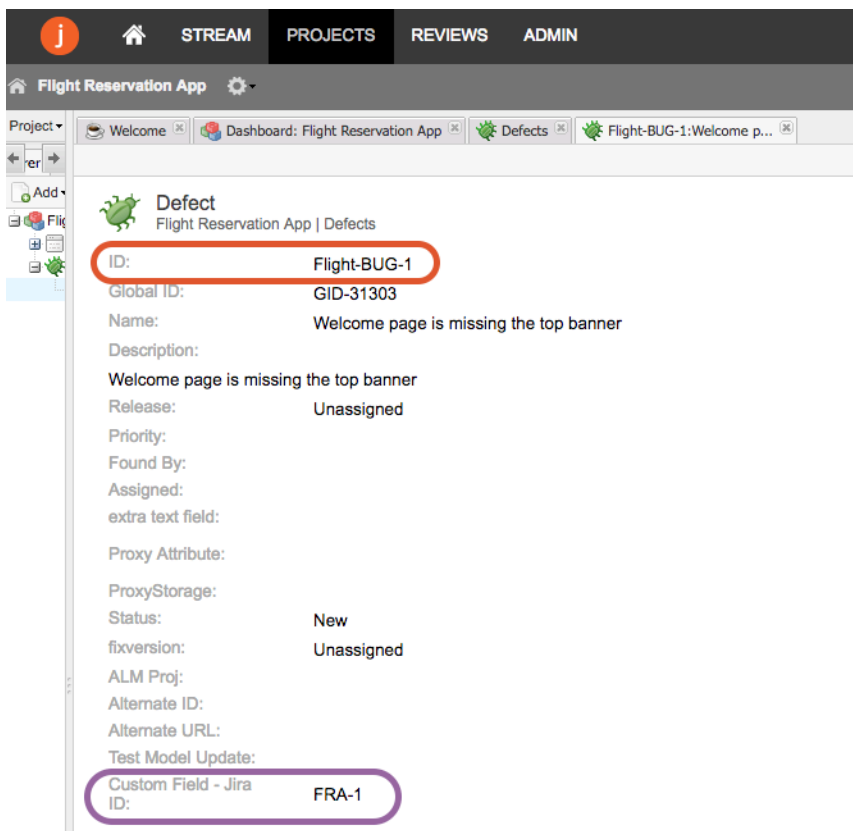 j STREAM PROJECTS REVIEWS ADMIN
Flight Reservation App
Project Welcome Dashboard: Flight Reservation App Defects Flight-BUG-1:Welcome p...
rer
Add
Flig
Defect
Flight Reservation App | Defects
ID: Flight-BUG-1
Global ID: GID-31303
Name: Welcome page is missing the top banner
Description:
Welcome page is missing the top banner
Release: Unassigned
Priority:
Found By:
Assigned:
extra text field:
Proxy Attribute:
ProxyStorage:
Status: New
fixversion: Unassigned
ALM Proj:
Alternate ID:
Alternate URL:
Test Model Update:
Custom Field - Jira
ID: FRA-1